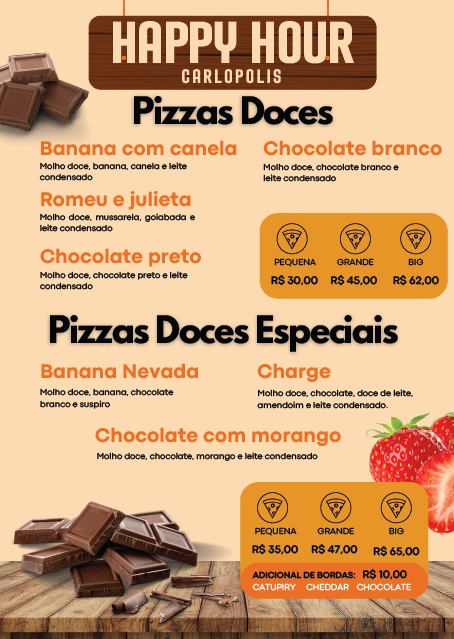 HAPPY HOUR
CARLOPOLIS
Pizzas Doces
Banana com canela
Molho doce, banana, canela e leite
condensado
Chocolate branco
Molho doce, chocolate branco e
leite condensado
Romeu e julieta
Molho doce, mussarela, goiabada e
leite condensado
Chocolate preto
Molho doce, chocolate preto e leite
condensado
PEQUENA GRANDE BIG
R$ 30,00 R$ 45,00 R$ 62,00
Pizzas Doces Especiais
Banana Nevada
Molho doce, banana, chocolate
branco e suspiro
Charge
Molho doce, chocolate, doce de leite,
amendoim e leite condensado.
Chocolate com morango
Molho doce, chocolate, morango e leite condensado
PEQUENA GRANDE BIG
R$ 35,00 R$ 47,00 R$ 65,00
ADICIONAL DE BORDAS: R$ 10,00
CATUPIRY CHEDDAR CHOCOLATE